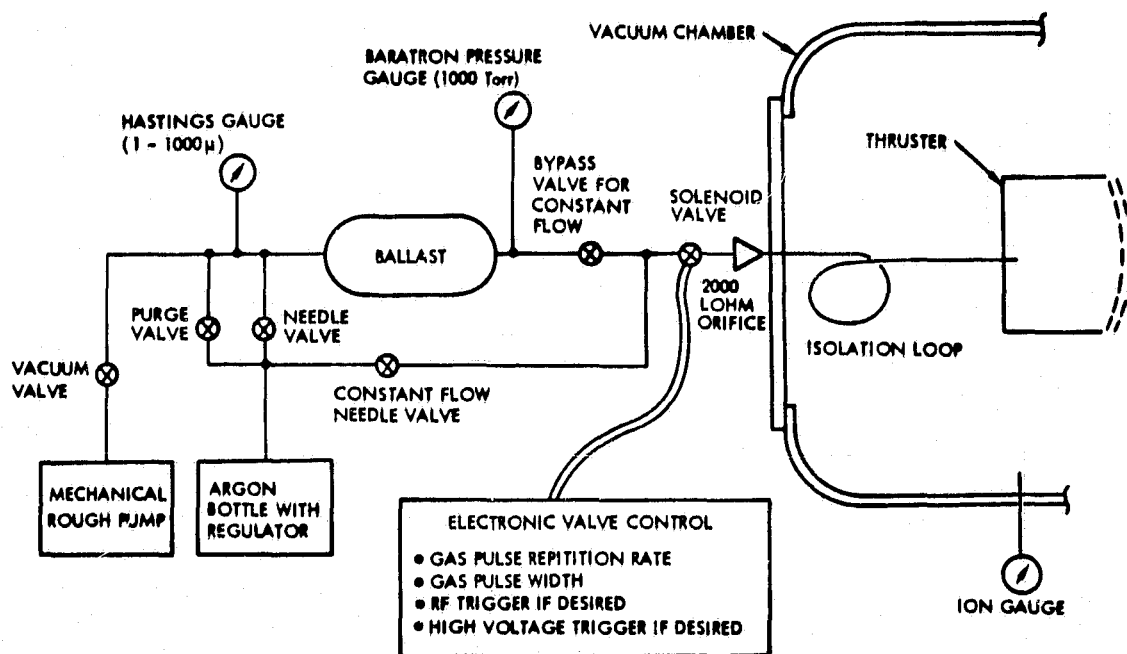 VACUUM CHAMBER
BARATRON PRESSURE
GAUGE (1000 Torr)
HASTINGS GAUGE
(1 - 1000μ)
THRUSTER
BYPASS
VALVE FOR
CONSTANT
FLOW
SOLENOID
VALVE
BALLAST
2000
LOHM
ORIFICE
PURGE
VALVE
NEEDLE
VALVE
ISOLATION LOOP
VACUUM
VALVE
CONSTANT FLOW
NEEDLE VALVE
MECHANICAL
ROUGH PUMP
ARGON
BOTTLE WITH
REGULATOR
ELECTRONIC VALVE CONTROL
● GAS PULSE REPITITION RATE
● GAS PULSE WIDTH
● RF TRIGGER IF DESIRED
● HIGH VOLTAGE TRIGGER IF DESIRED
ION GAUGE